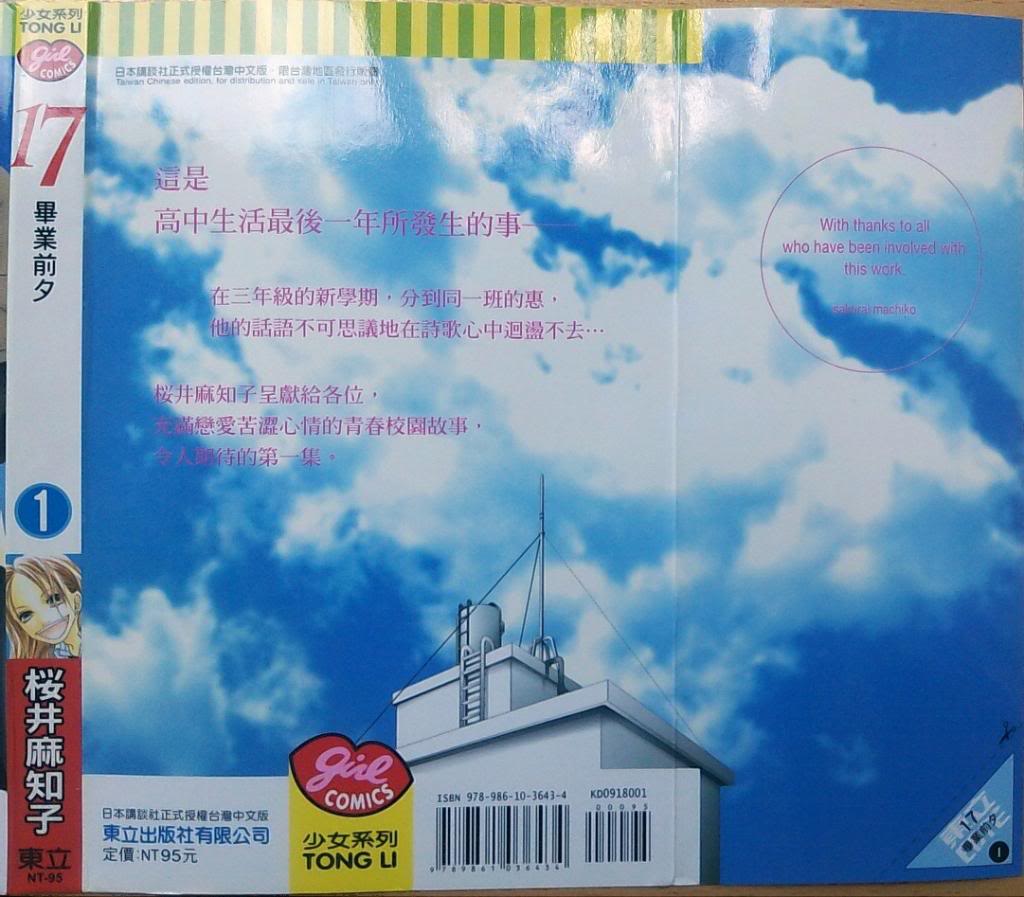 少女系列
TONG LI
girl
COMICS
17
畢業前夕
1
桜井麻知子
東立
NT-95
日本講談社正式授權台灣中文版,限台灣地區發行販售
Taiwan Chinese edition, for distribution and sale in Taiwan only
這是
高中生活最後一年所發生的事——
在三年級的新學期,分到同一班的惠,
他的話語不可思議地在詩歌心中迴盪不去…
桜井麻知子呈獻給各位,
充滿戀愛苦澀心情的青春校園故事,
令人期待的第一集。
日本講談社正式授權台灣中文版
東立出版社有限公司
定價:NT95元
girl
COMICS
少女系列
TONG LI
ISBN 978-986-10-3643-4
9789861036434
KD0918001
00095
With thanks to all
who have been involved with
this work.
sakurai machiko
17
畢業前夕
1